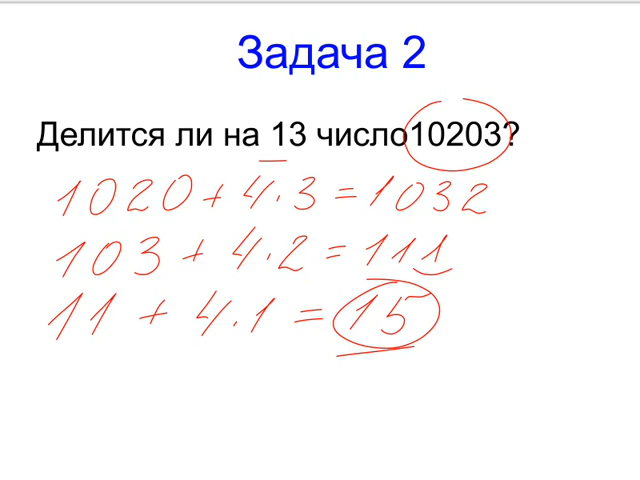 Задача 2
Делится ли на 13 число10203?
1020 + 4·3 = 1032
103 + 4·2 = 111
11 + 4·1 = 15